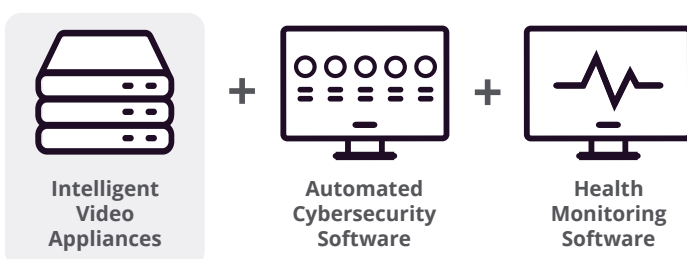 Intelligent
Video
Appliances
+
Automated
Cybersecurity
Software
+
Health
Monitoring
Software